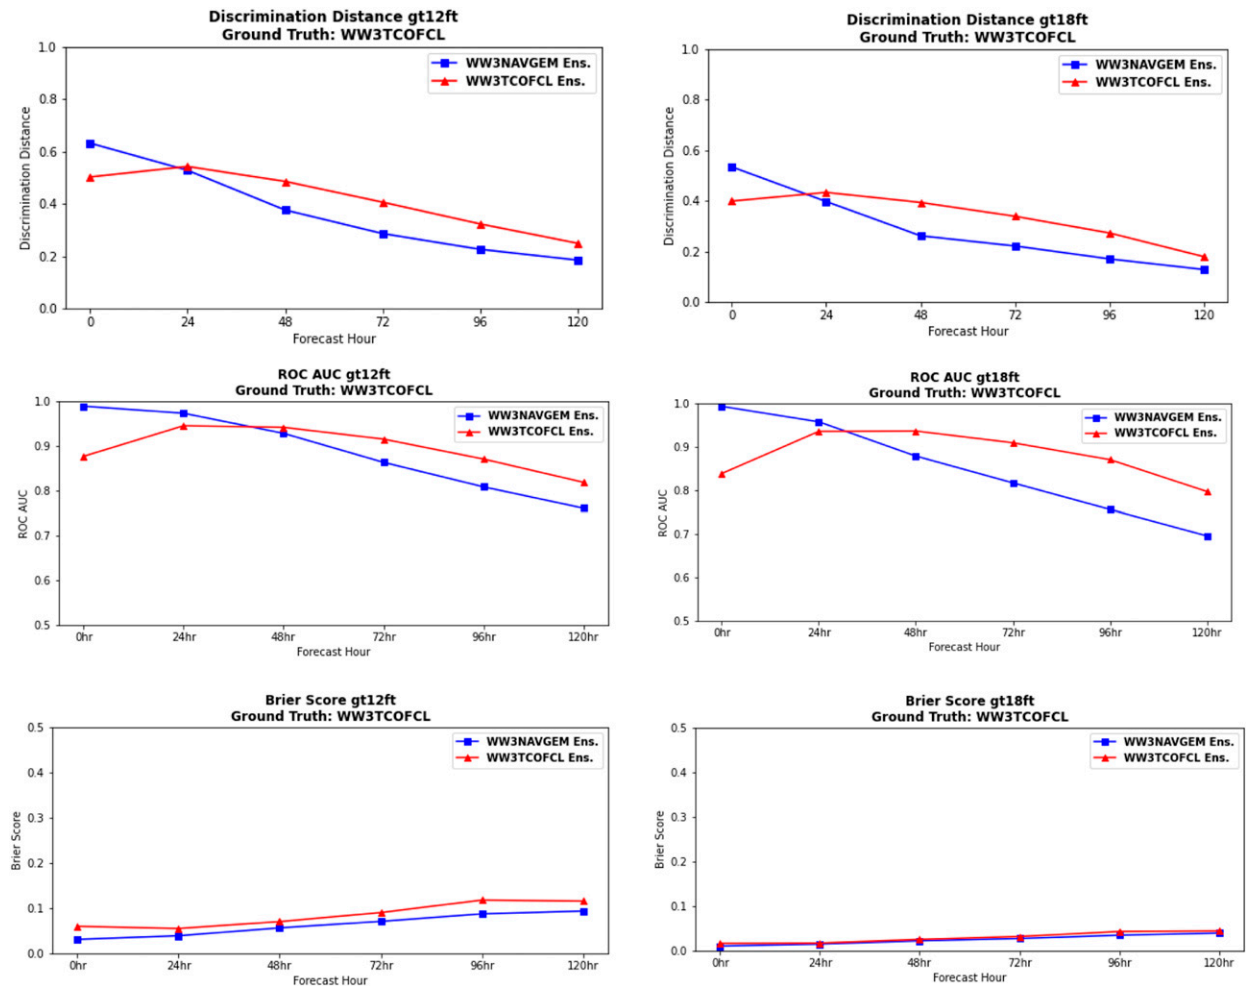 Discrimination Distance gt12ft
Ground Truth: WW3TCOFCL
1.0
0.8
0.6
0.4
0.2
0.0
Discrimination Distance
WW3NAVGEM Ens.
WW3TCOFCL Ens.
0 24 48 72 96 120
Forecast Hour
Discrimination Distance gt18ft
Ground Truth: WW3TCOFCL
1.0
0.8
0.6
0.4
0.2
0.0
Discrimination Distance
WW3NAVGEM Ens.
WW3TCOFCL Ens.
0 24 48 72 96 120
Forecast Hour
ROC AUC gt12ft
Ground Truth: WW3TCOFCL
1.0
0.9
0.8
0.7
0.6
0.5
ROC AUC
WW3NAVGEM Ens.
WW3TCOFCL Ens.
0hr 24hr 48hr 72hr 96hr 120hr
Forecast Hour
ROC AUC gt18ft
Ground Truth: WW3TCOFCL
1.0
0.9
0.8
0.7
0.6
0.5
ROC AUC
WW3NAVGEM Ens.
WW3TCOFCL Ens.
0hr 24hr 48hr 72hr 96hr 120hr
Forecast Hour
Brier Score gt12ft
Ground Truth: WW3TCOFCL
0.5
0.4
0.3
0.2
0.1
0.0
Brier Score
WW3NAVGEM Ens.
WW3TCOFCL Ens.
0hr 24hr 48hr 72hr 96hr 120hr
Forecast Hour
Brier Score gt18ft
Ground Truth: WW3TCOFCL
0.5
0.4
0.3
0.2
0.1
0.0
Brier Score
WW3NAVGEM Ens.
WW3TCOFCL Ens.
0hr 24hr 48hr 72hr 96hr 120hr
Forecast Hour